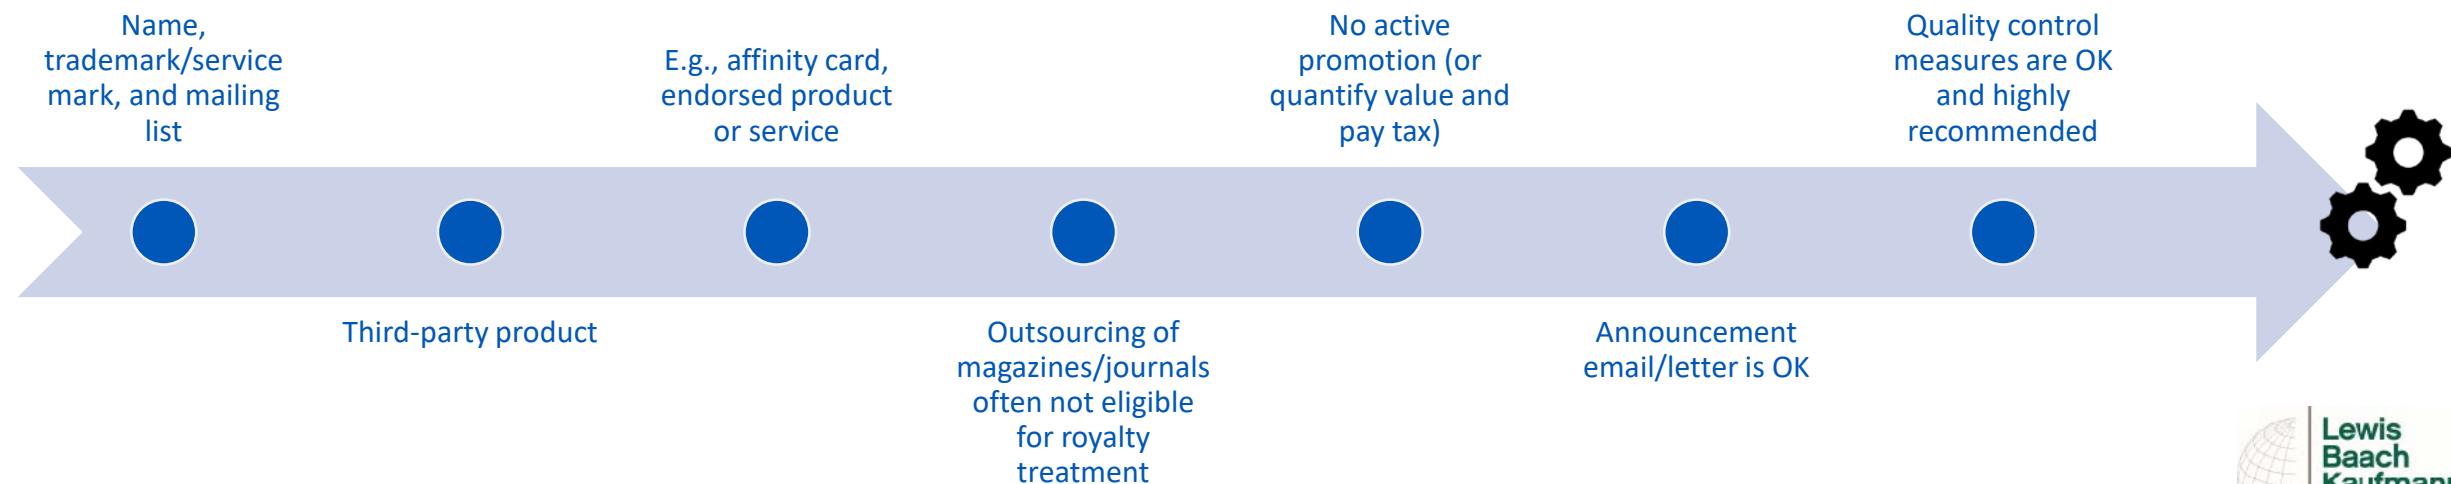 Name,
trademark/service
mark, and mailing
list
Third-party product
E.g., affinity card,
endorsed product
or service
Outsourcing of
magazines/journals
often not eligible
for royalty
treatment
No active
promotion (or
quantify value and
pay tax)
Announcement
email/letter is OK
Quality control
measures are OK
and highly
recommended
Lewis
Baach
Kaufmann